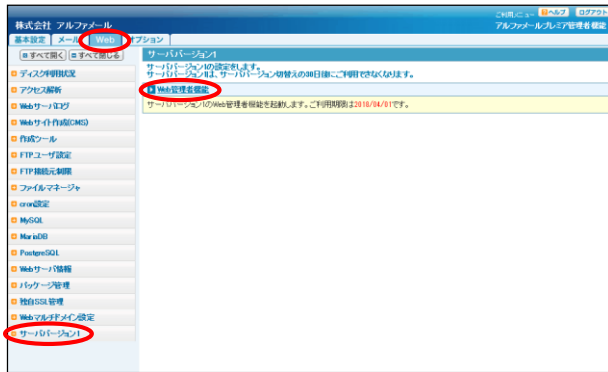 ご利用メニュー ヘルプ ログアウト
株式会社 アルファメール
アルファメールプレミア管理者機能
基本設定 メール Web オプション
すべて開く すべて閉じる
サーババージョン1
サーババージョン1の設定をします。
サーババージョン1は、サーババージョン切替えの30日後にご利用できなくなります。
Web管理者機能
サーババージョン1のWeb管理者機能を起動します。ご利用期限は2018/04/01です。
ディスク利用状況
アクセス解析
Webサーバログ
Webサイト作成(CMS)
作成ツール
FTPユーザ設定
FTP接続元制限
ファイルマネージャ
cron設定
MySQL
MariaDB
PostgreSQL
Webサーバ情報
パッケージ管理
独自SSL管理
Webマルチドメイン設定
サーババージョン1